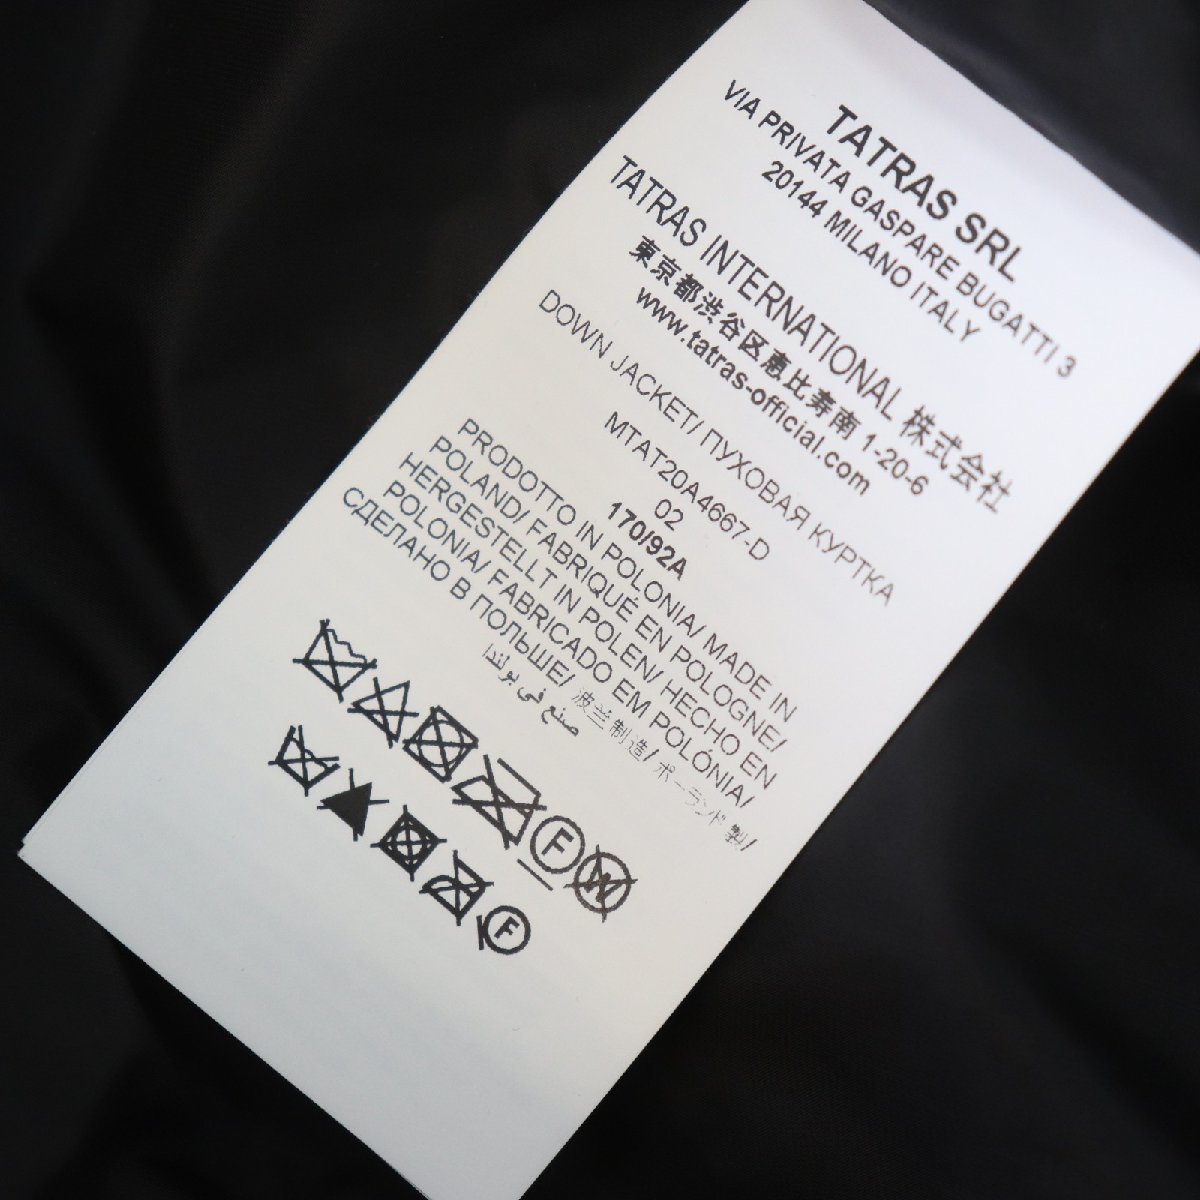 TATRAS SRL
VIA PRIVATA GASPARE BUGATTI 3
20144 MILANO ITALY
TATRAS INTERNATIONAL 株式会社
東京都渋谷区恵比寿南 1-20-6
www.tatras-official.com
DOWN JACKET/ ПУХОВАЯ КУРТКА
MTAT20A4667-D
02
170/92A
PRODOTTO IN POLONIA/ MADE IN
POLAND/ FABRIQUÉ EN POLOGNE/
HERGESTELLT IN POLEN/ HECHO EN
POLONIA/ FABRICADO EM POLÓNIA/
СДЕЛАНО В ПОЛЬШЕ/ 波兰制造/ ポーランド製/
صنع في بولندا
F W
F